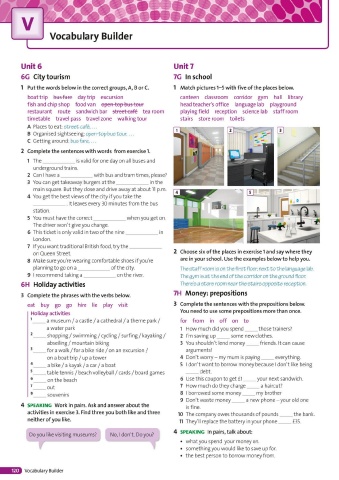 V
Vocabulary Builder
Unit 6
6G City tourism
1 Put the words below in the correct groups, A, B or C.
boat trip bus fare day trip excursion
fish and chip shop food van open-top bus tour
restaurant route sandwich bar street café tea room
timetable travel pass travel zone walking tour
A Places to eat: street café, …
B Organised sightseeing: open-top bus tour, …
C Getting around: bus fare, …
2 Complete the sentences with words from exercise 1.
1 The ____ is valid for one day on all buses and
underground trains.
2 Can I have a ____ with bus and tram times, please?
3 You can get takeaway burgers at the ____ in the
main square. But they close and drive away at about 11 p.m.
4 You get the best views of the city if you take the
____. It leaves every 30 minutes from the bus
station.
5 You must have the correct ____ when you get on.
The driver won't give you change.
6 This ticket is only valid in two of the nine ____ in
London.
7 If you want traditional British food, try the ____
on Queen Street.
8 Make sure you're wearing comfortable shoes if you're
planning to go on a ____ of the city.
9 I recommend taking a ____ on the river.
6H Holiday activities
3 Complete the phrases with the verbs below.
eat buy go go hire lie play visit
Holiday activities
1 ____ a museum / a castle / a cathedral / a theme park /
a water park
2 ____ shopping / swimming / cycling / surfing / kayaking /
abseiling / mountain biking
3 ____ for a walk / for a bike ride / on an excursion /
on a boat trip / up a tower
4 ____ a bike / a kayak / a car / a boat
5 ____ table tennis / beach volleyball / cards / board games
6 ____ on the beach
7 ____ out
8 ____ souvenirs
4 SPEAKING Work in pairs. Ask and answer about the
activities in exercise 3. Find three you both like and three
neither of you like.
Do you like visiting museums?
No, I don't. Do you?
120 Vocabulary Builder
Unit 7
7G In school
1 Match pictures 1–5 with five of the places below.
canteen classroom corridor gym hall library
head teacher's office language lab playground
playing field reception science lab staff room
stairs store room toilets
1
2
3
4
5
2 Choose six of the places in exercise 1 and say where they
are in your school. Use the examples below to help you.
The staff room is on the first floor, next to the language lab.
The gym is at the end of the corridor on the ground floor.
There's a store room near the stairs opposite reception.
7H Money: prepositions
3 Complete the sentences with the prepositions below.
You need to use some prepositions more than once.
for from in off on to
1 How much did you spend ____ those trainers?
2 I'm saving up ____ some new clothes.
3 You shouldn't lend money ____ friends. It can cause
arguments!
4 Don't worry – my mum is paying ____ everything.
5 I don't want to borrow money because I don't like being
____ debt.
6 Use this coupon to get £1 ____ your next sandwich.
7 How much do they charge ____ a haircut?
8 I borrowed some money ____ my brother.
9 Don't waste money ____ a new phone – your old one
is fine.
10 The company owes thousands of pounds ____ the bank.
11 They'll replace the battery in your phone ____ £15.
4 SPEAKING In pairs, talk about:
• what you spend your money on.
• something you would like to save up for.
• the best person to borrow money from.